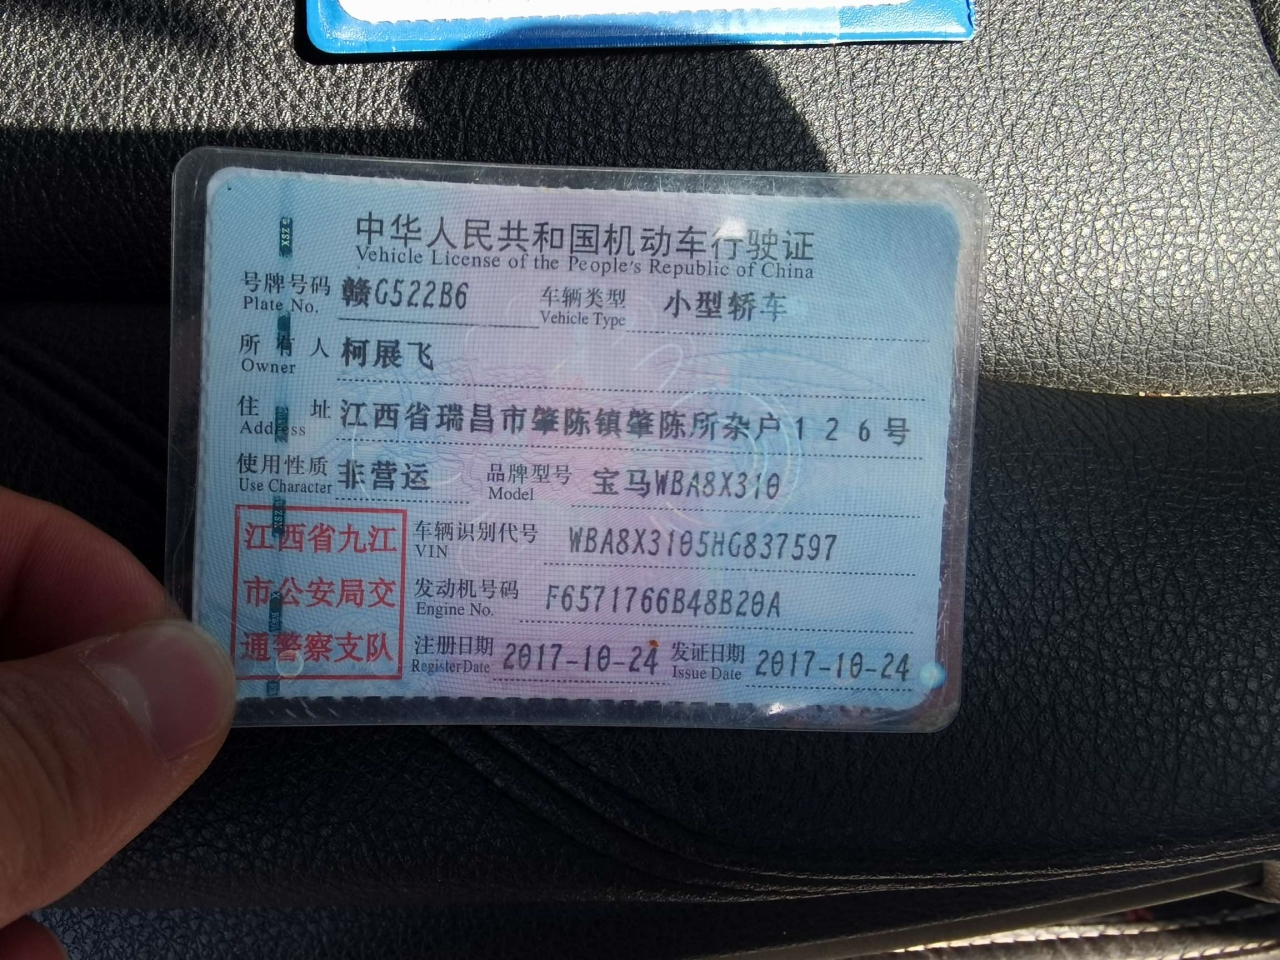 中华人民共和国机动车行驶证
Vehicle License of the People's Republic of China
号牌号码 赣G522B6 车辆类型 小型轿车
Plate No. Vehicle Type
所有人 柯展飞
Owner
住址 江西省瑞昌市肇陈镇肇陈所杂户126号
Address
使用性质 非营运 品牌型号 宝马WBA8X310
Use Character Model
江西省九江
市公安局交
通警察支队
车辆识别代号 WBA8X3105HG837597
VIN
发动机号码 F6571766B48B20A
Engine No.
注册日期 2017-10-24 发证日期 2017-10-24
Register Date Issue Date